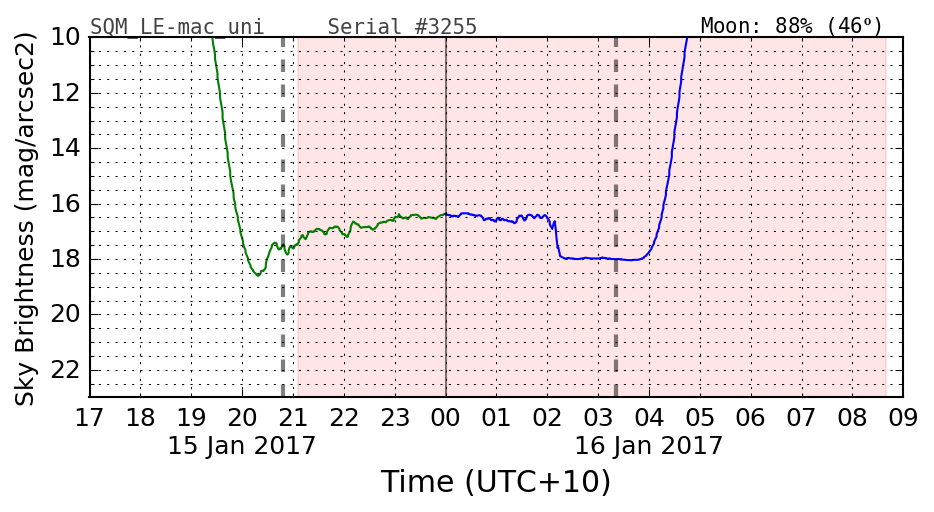 SQM_LE-mac_uni Serial #3255 Moon: 88% (46°)
Sky Brightness (mag/arcsec2)
10
12
14
16
18
20
22
17 18 19 20 21 22 23 00 01 02 03 04 05 06 07 08 09
15 Jan 2017 16 Jan 2017
Time (UTC+10)